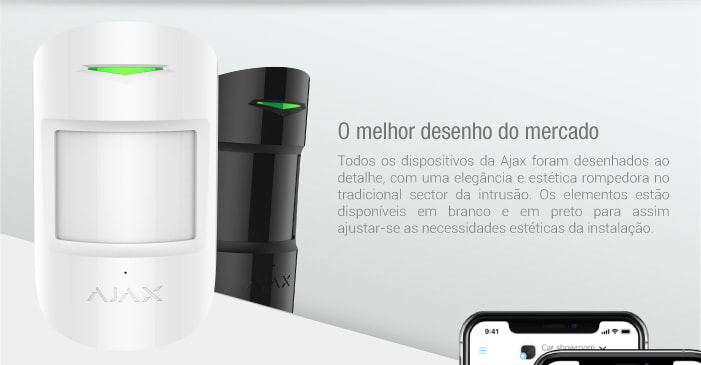 O melhor desenho do mercado
Todos os dispositivos da Ajax foram desenhados ao
detalhe, com uma elegância e estética rompedora no
tradicional sector da intrusão. Os elementos estão
disponíveis em branco e em preto para assim
ajustar-se as necessidades estéticas da instalação.
AJAX
AJAX
9:41
Car showroom